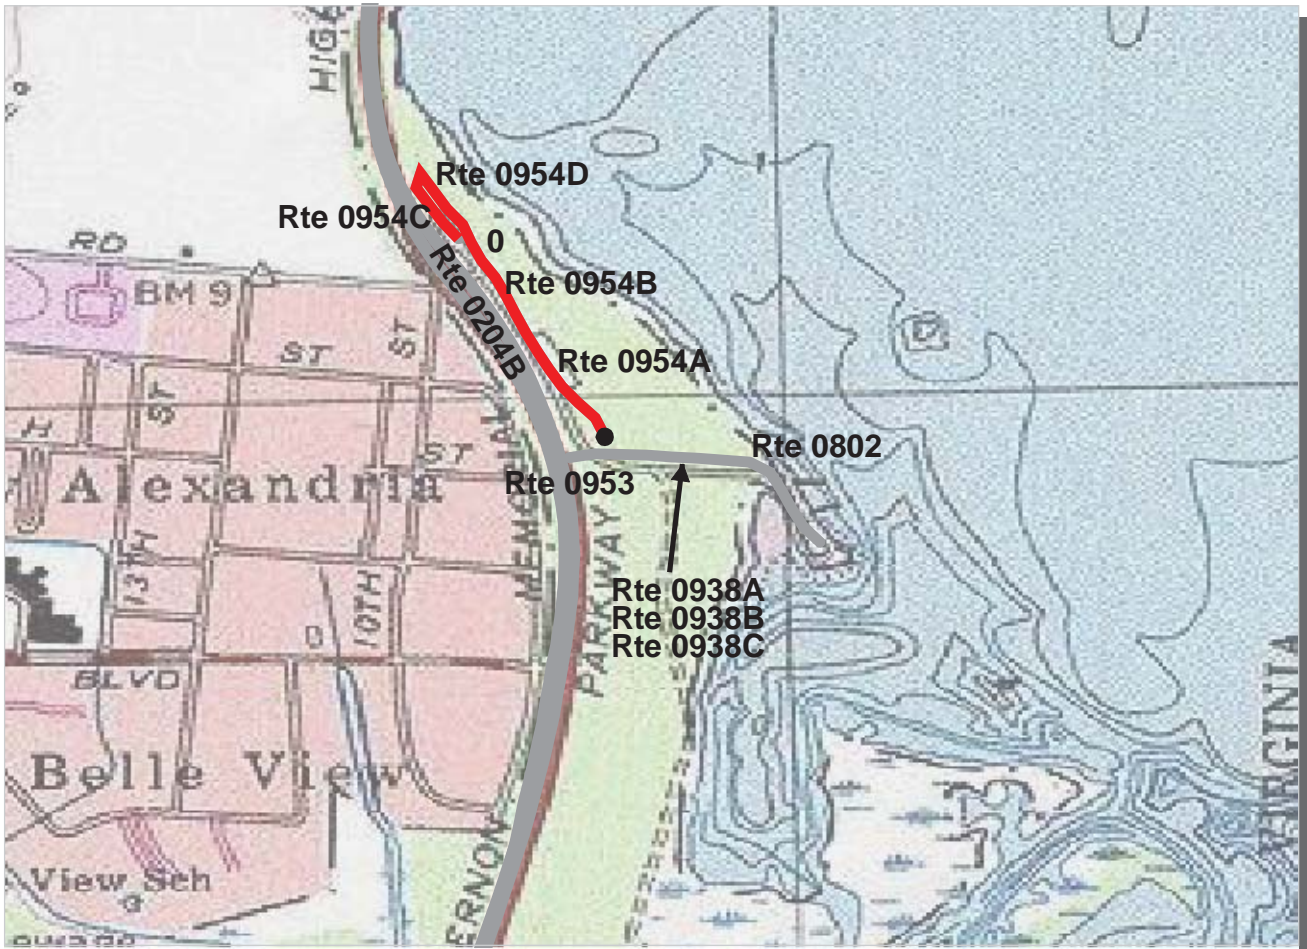 HIG
Rte 0954D
Rte 0954C
RD
0
Rte 0204B
Rte 0954B
BM 9
ST
ST
ST
Rte 0954A
H
ST
MEMORIAL
Rte 0802
Alexandria
Rte 0953
PARKWAY
13TH
10TH
Rte 0938A
Rte 0938B
Rte 0938C
0
BLVD
VIRGINIA
Belle View
ERNON
View Sch